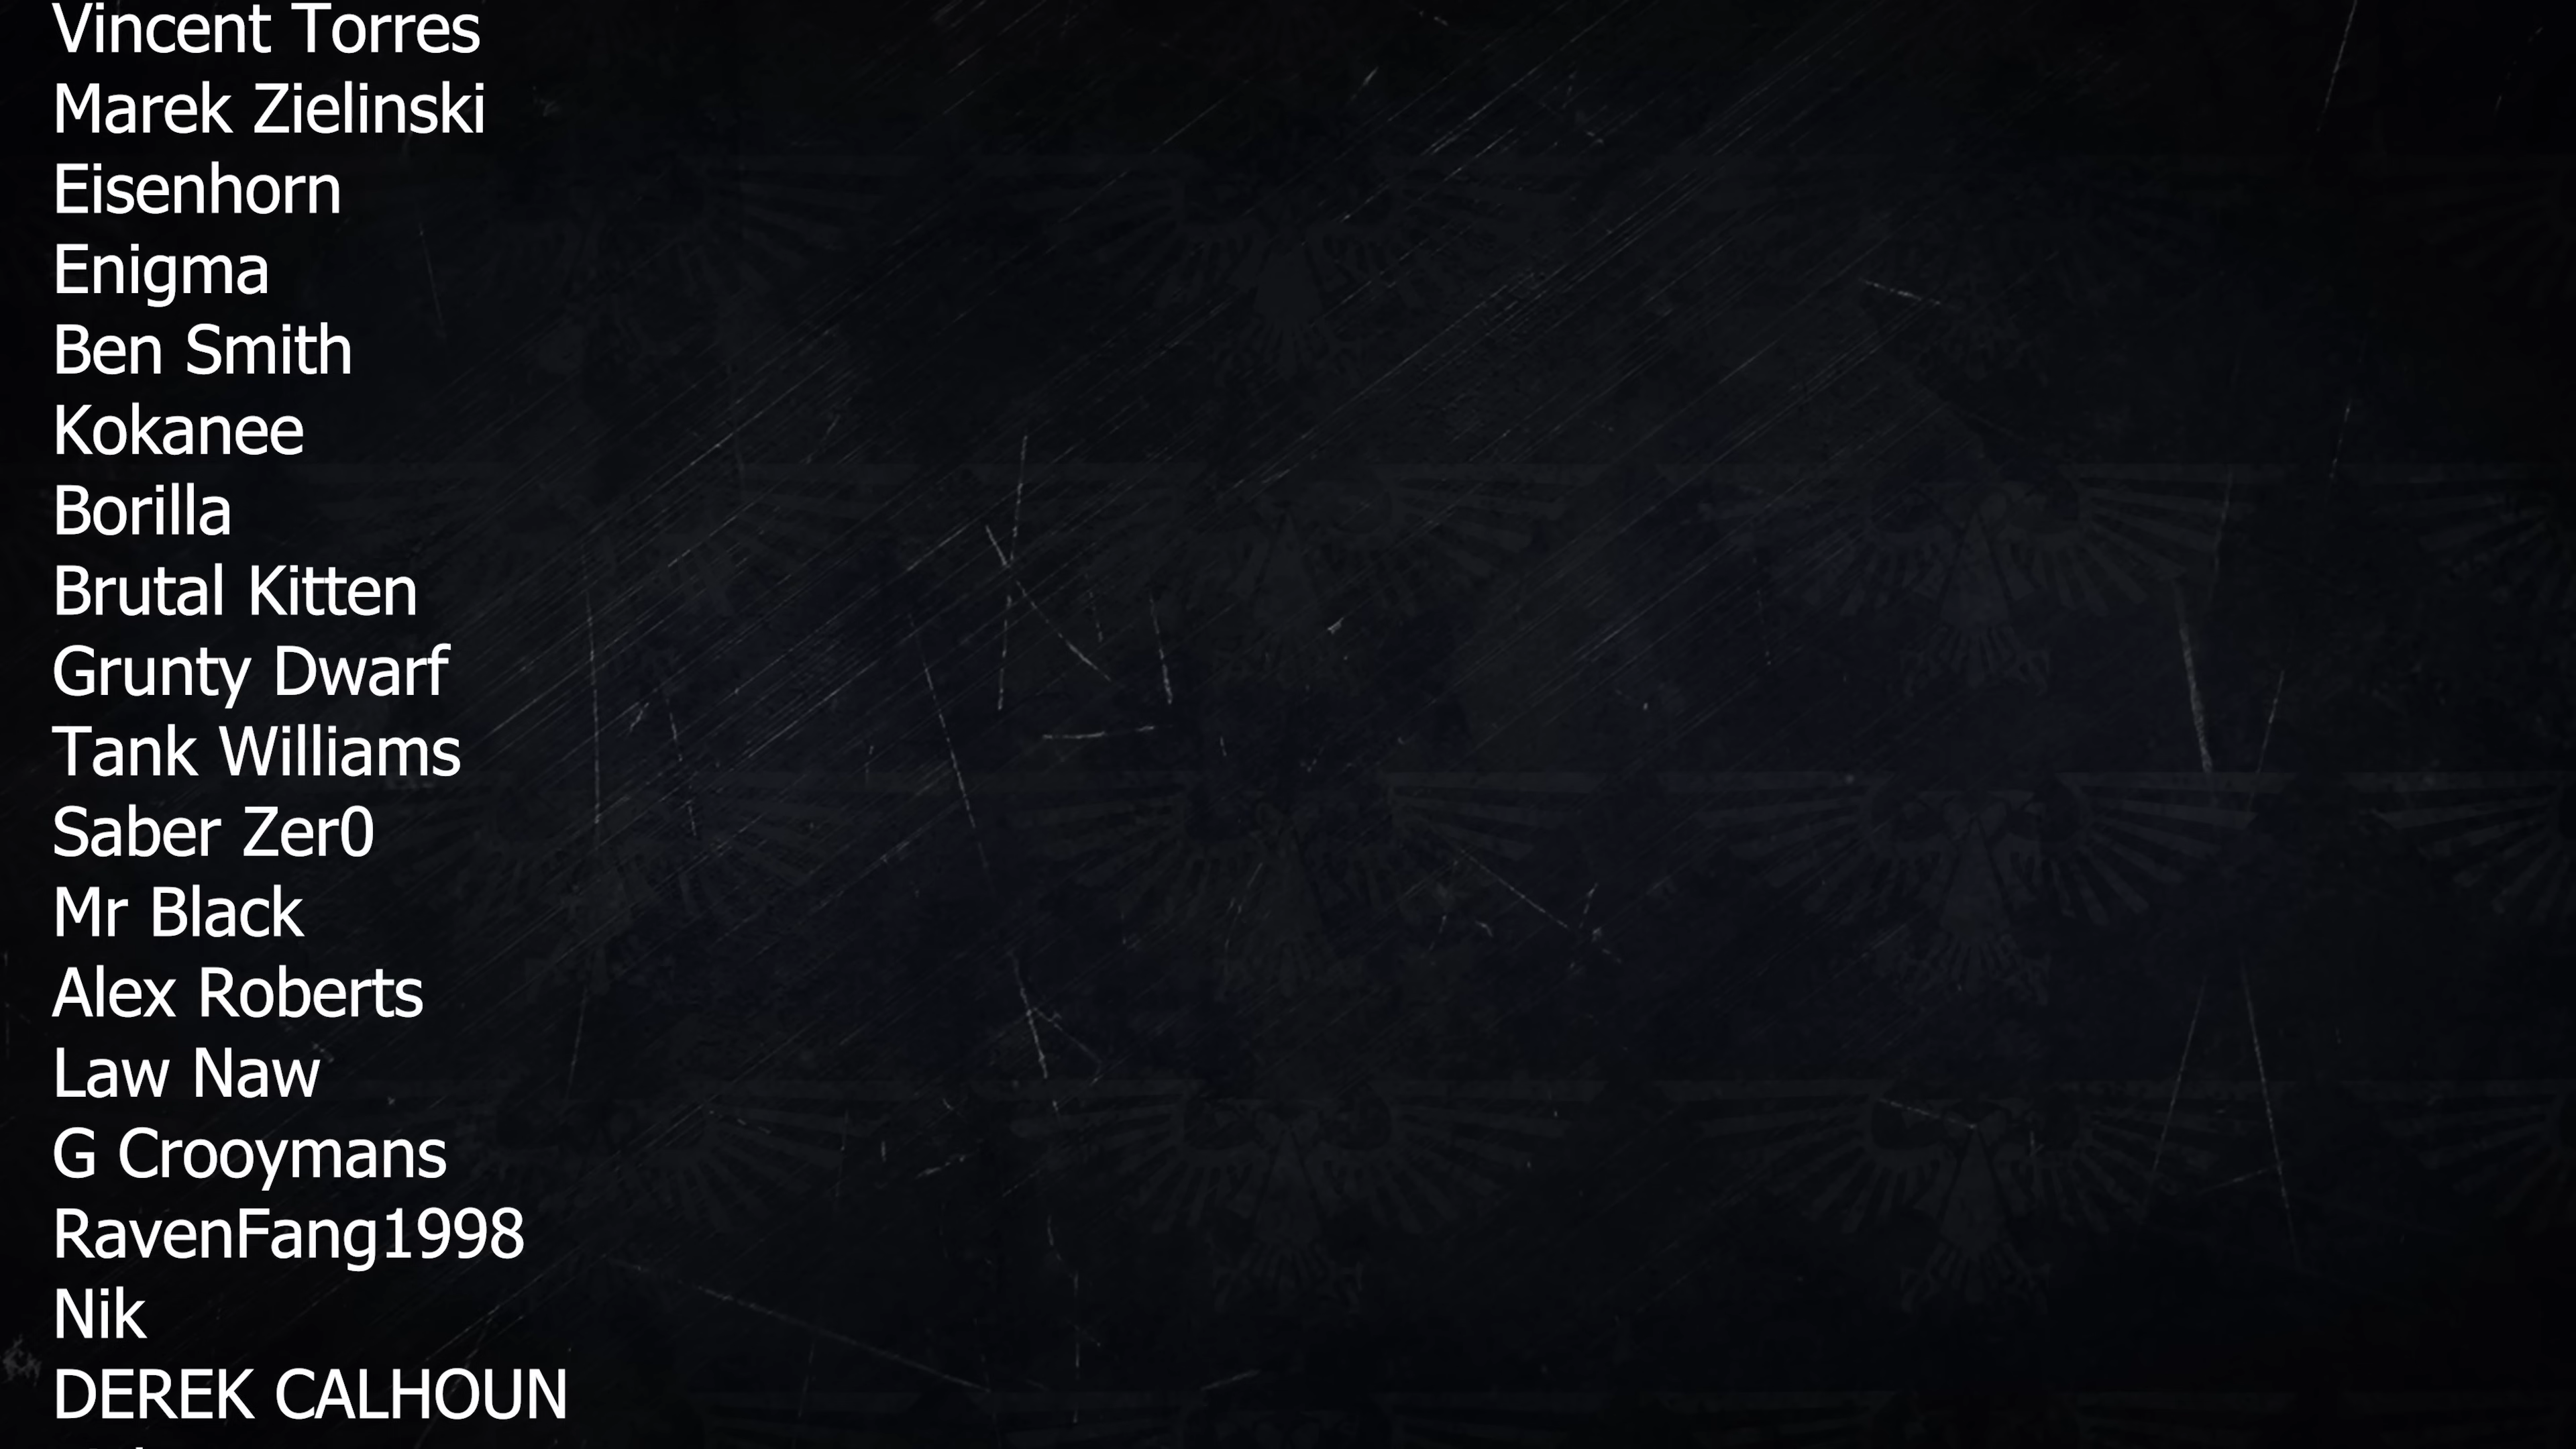 Vincent Torres
Marek Zielinski
Eisenhorn
Enigma
Ben Smith
Kokanee
Borilla
Brutal Kitten
Grunty Dwarf
Tank Williams
Saber Zer0
Mr Black
Alex Roberts
Law Naw
G Crooymans
RavenFang1998
Nik
DEREK CALHOUN